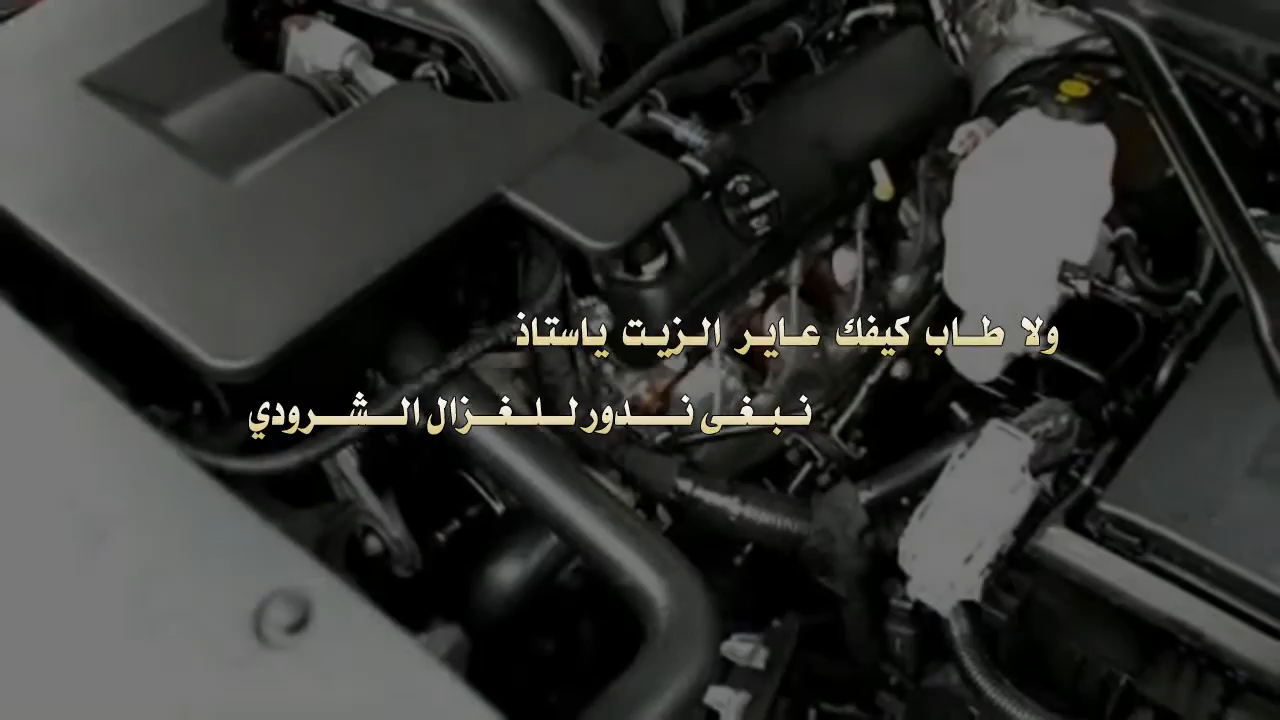 ولا طاب كيفك عاير الزيت ياستاذ
نبغى ندور للغزال الشرودي